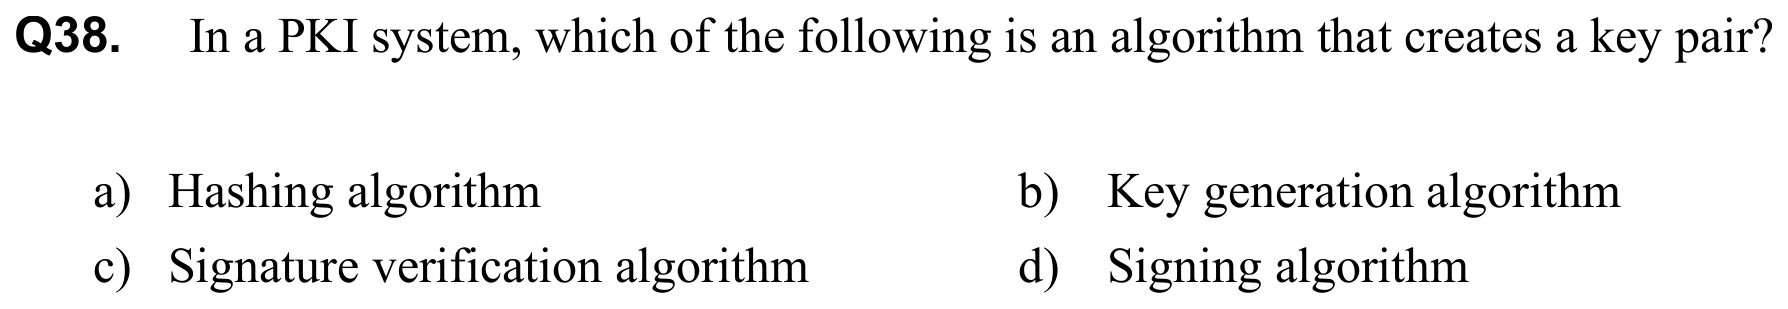 Q38. In a PKI system, which of the following is an algorithm that creates a key pair?
a) Hashing algorithm b) Key generation algorithm
c) Signature verification algorithm d) Signing algorithm